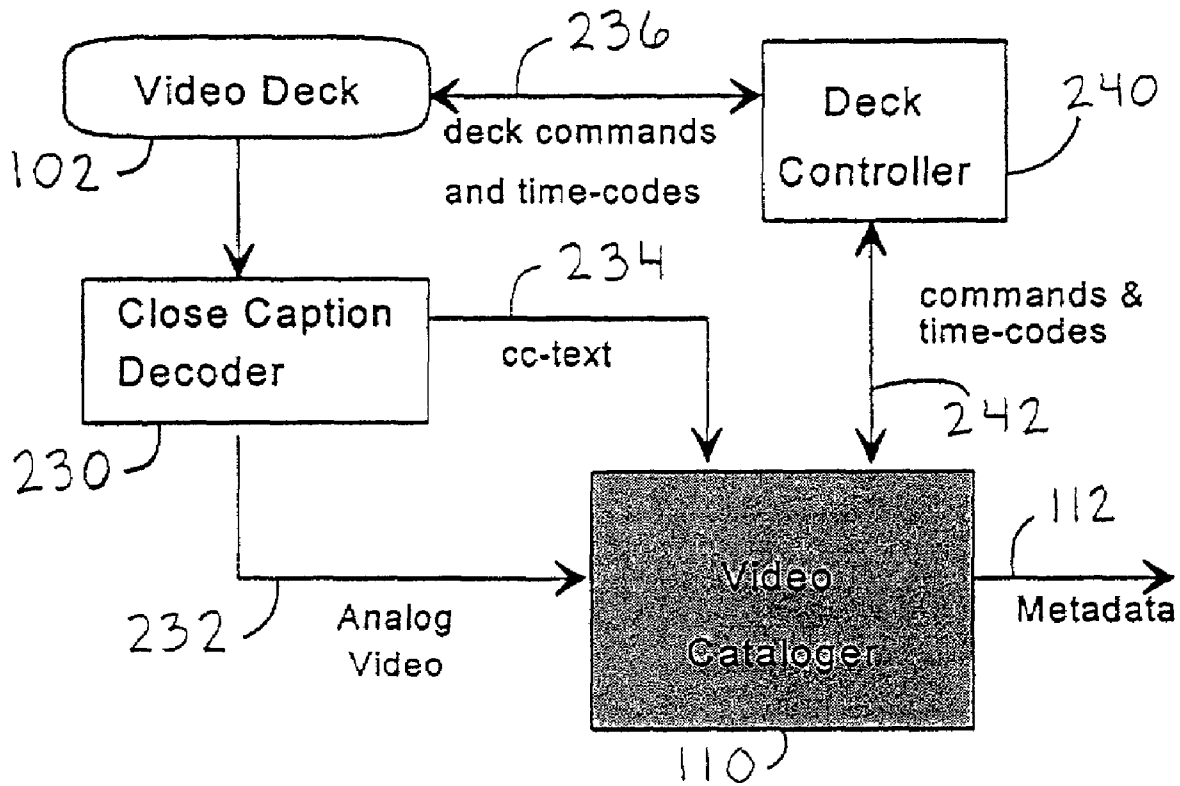 236
Video Deck
102
deck commands
and time-codes
Deck
Controller
240
234
Close Caption
Decoder
cc-text
230
commands &
time-codes
242
112
Metadata
232
Analog
Video
Video
Cataloger
110